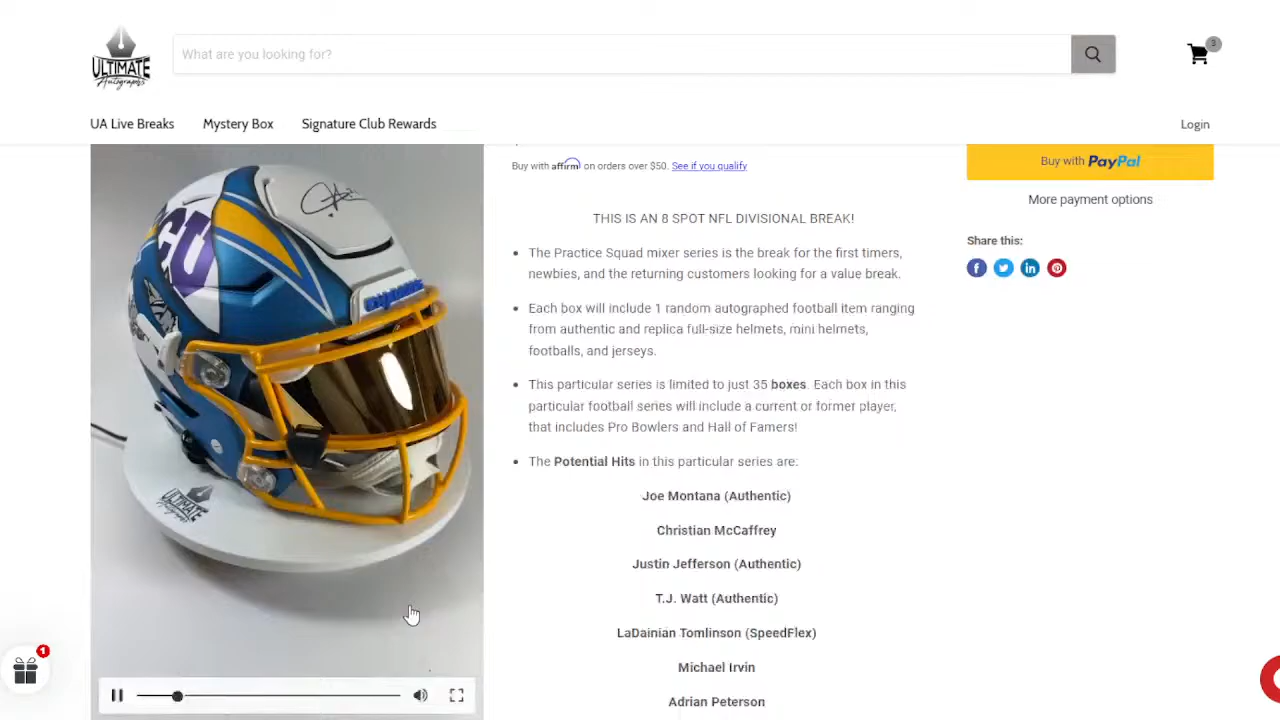 ULTIMATE
Autographs
What are you looking for?
3
UA Live Breaks
Mystery Box
Signature Club Rewards
Login
Buy with affirm on orders over $50. See if you qualify
Buy with PayPal
More payment options
THIS IS AN 8 SPOT NFL DIVISIONAL BREAK!
Share this:
The Practice Squad mixer series is the break for the first timers,
newbies, and the returning customers looking for a value break.
Each box will include 1 random autographed football item ranging
from authentic and replica full-size helmets, mini helmets,
footballs, and jerseys.
This particular series is limited to just 35 boxes. Each box in this
particular football series will include a current or former player,
that includes Pro Bowlers and Hall of Famers!
The Potential Hits in this particular series are:
Joe Montana (Authentic)
Christian McCaffrey
Justin Jefferson (Authentic)
T.J. Watt (Authentic)
LaDainian Tomlinson (SpeedFlex)
Michael Irvin
Adrian Peterson
ULTIMATE
Autographs
1